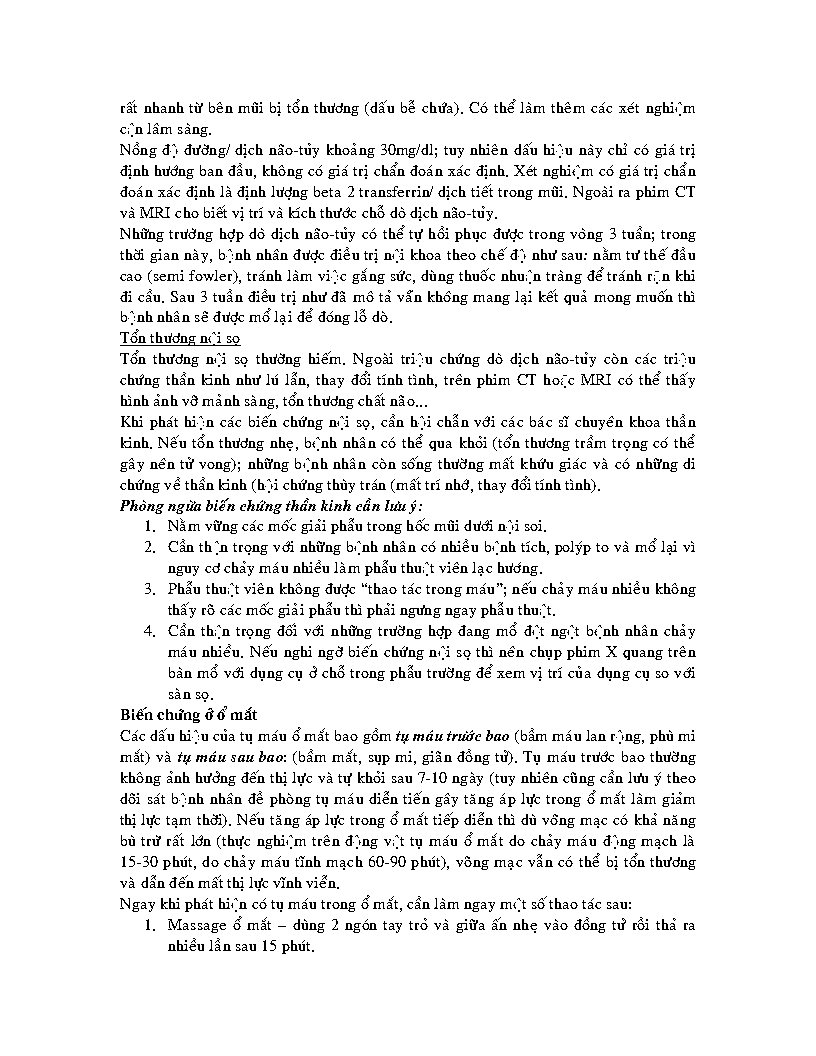 rất nhanh từ bên mũi bị tổn thương (dấu bể chứa). Có thể làm thêm các xét nghiệm
cận lâm sàng.
Nồng độ đường/ dịch não-tủy khoảng 30mg/dl; tuy nhiên dấu hiệu này chỉ có giá trị
định hướng ban đầu, không có giá trị chẩn đoán xác định. Xét nghiệm có giá trị chẩn
đoán xác định là định lượng beta 2 transferrin/ dịch tiết trong mũi. Ngoài ra phim CT
và MRI cho biết vị trí và kích thước chỗ dò dịch não-tủy.
Những trường hợp dò dịch não-tủy có thể tự hồi phục được trong vòng 3 tuần; trong
thời gian này, bệnh nhân được điều trị nội khoa theo chế độ như sau: nằm tư thế đầu
cao (semi fowler), tránh làm việc gắng sức, dùng thuốc nhuận tràng để tránh rặn khi
đi cầu. Sau 3 tuần điều trị như đã mô tả vẫn không mang lại kết quả mong muốn thì
bệnh nhân sẽ được mổ lại để đóng lỗ dò.
Tổn thương nội sọ
Tổn thương nội sọ thường hiếm. Ngoài triệu chứng dò dịch não-tủy còn các triệu
chứng thần kinh như lú lẫn, thay đổi tính tình, trên phim CT hoặc MRI có thể thấy
hình ảnh vỡ mảnh sàng, tổn thương chất não...
Khi phát hiện các biến chứng nội sọ, cần hội chẩn với các bác sĩ chuyên khoa thần
kinh. Nếu tổn thương nhẹ, bệnh nhân có thể qua khỏi (tổn thương trầm trọng có thể
gây nên tử vong); những bệnh nhân còn sống thường mất khứu giác và có những di
chứng về thần kinh (hội chứng thùy trán (mất trí nhớ, thay đổi tính tình).
Phòng ngừa biến chứng thần kinh cần lưu ý:
1. Nằm vững các mốc giải phẫu trong hốc mũi dưới nội soi.
2. Cần thận trọng với những bệnh nhân có nhiều bệnh tích, polýp to và mổ lại vì
nguy cơ chảy máu nhiều làm phẫu thuật viên lạc hướng.
3. Phẫu thuật viên không được “thao tác trong máu”; nếu chảy máu nhiều không
thấy rõ các mốc giải phẫu thì phải ngưng ngay phẫu thuật.
4. Cần thận trọng đối với những trường hợp đang mổ đột ngột bệnh nhân chảy
máu nhiều. Nếu nghi ngờ biến chứng nội sọ thì nên chụp phim X quang trên
bàn mổ với dụng cụ ở chỗ trong phẫu trường để xem vị trí của dụng cụ so với
sàn sọ.
Biến chứng ở ổ mắt
Các dấu hiệu của tụ máu ổ mắt bao gồm tụ máu trước bao (bầm máu lan rộng, phù mi
mắt) và tụ máu sau bao: (bầm mắt, sụp mi, giãn đồng tử). Tụ máu trước bao thường
không ảnh hưởng đến thị lực và tự khỏi sau 7-10 ngày (tuy nhiên cũng cần lưu ý theo
dõi sát bệnh nhân đề phòng tụ máu diễn tiến gây tăng áp lực trong ổ mắt làm giảm
thị lực tạm thời). Nếu tăng áp lực trong ổ mắt tiếp diễn thì dù võng mạc có khả năng
bù trừ rất lớn (thực nghiệm trên động vật tụ máu ổ mắt do chảy máu động mạch là
15-30 phút, do chảy máu tĩnh mạch 60-90 phút), võng mạc vẫn có thể bị tổn thương
và dẫn đến mất thị lực vĩnh viễn.
Ngay khi phát hiện có tụ máu trong ổ mắt, cần làm ngay một số thao tác sau:
1. Massage ổ mắt – dùng 2 ngón tay trỏ và giữa ấn nhẹ vào đồng tử rồi thả ra
nhiều lần sau 15 phút.